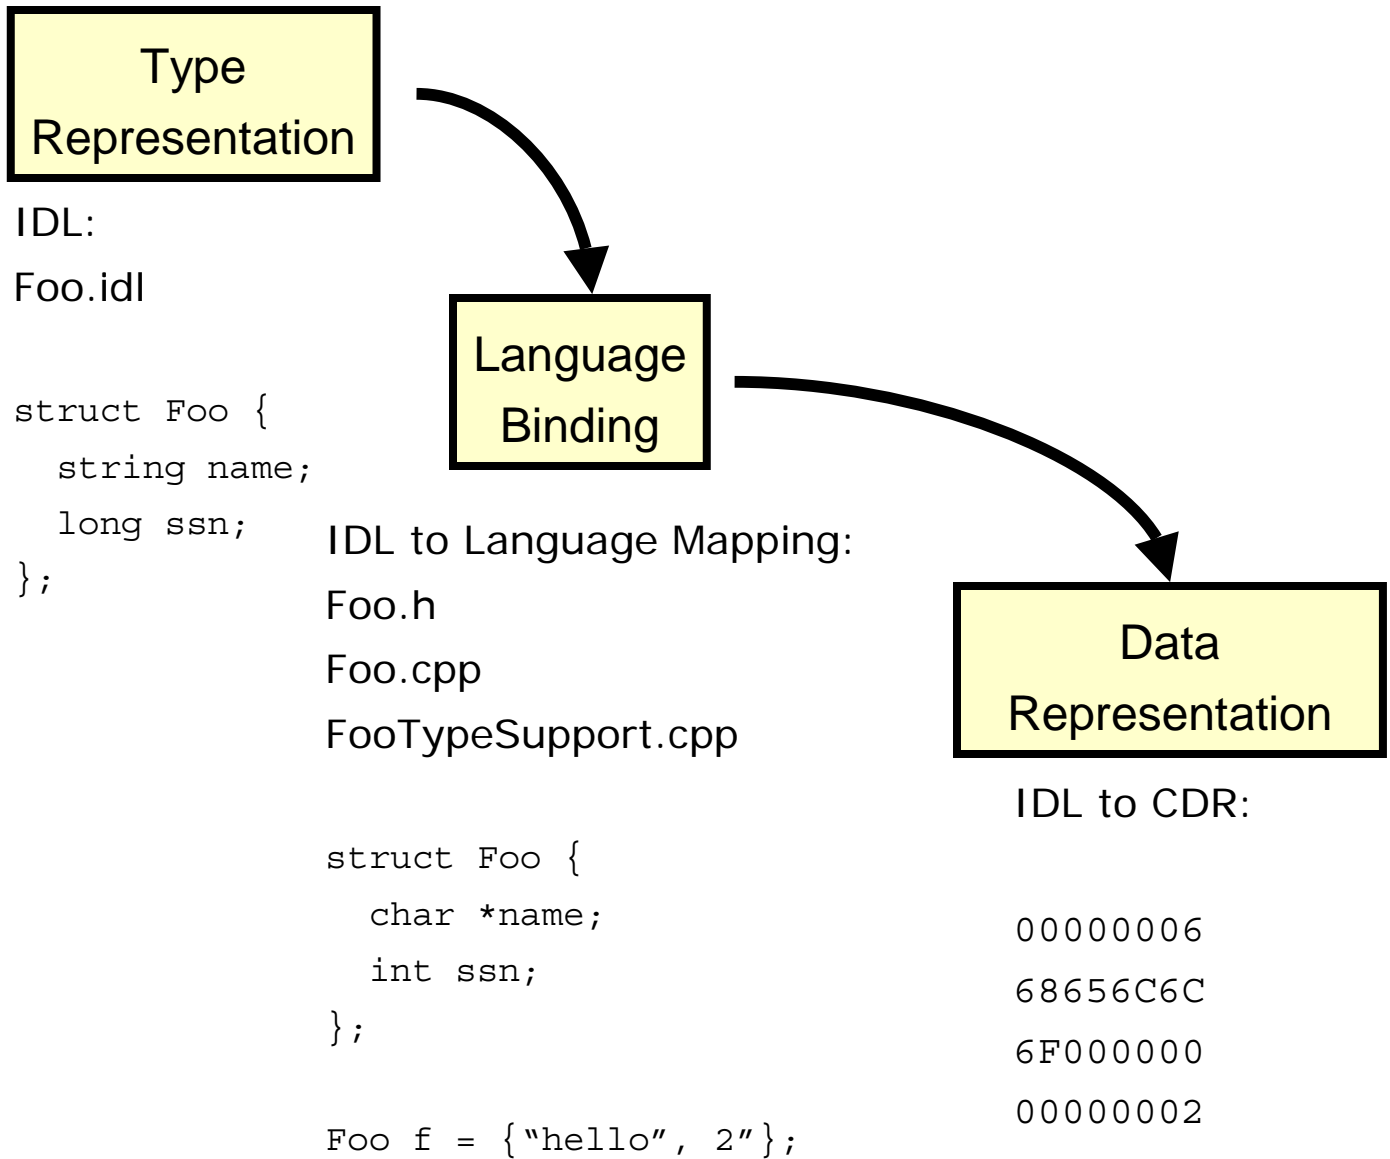 Type
Representation
IDL:
Foo.idl
struct Foo {
  string name;
  long ssn;
};
Language
Binding
IDL to Language Mapping:
Foo.h
Foo.cpp
FooTypeSupport.cpp
struct Foo {
  char *name;
  int ssn;
};
Foo f = {“hello”, 2”};
Data
Representation
IDL to CDR:
00000006
68656C6C
6F000000
00000002